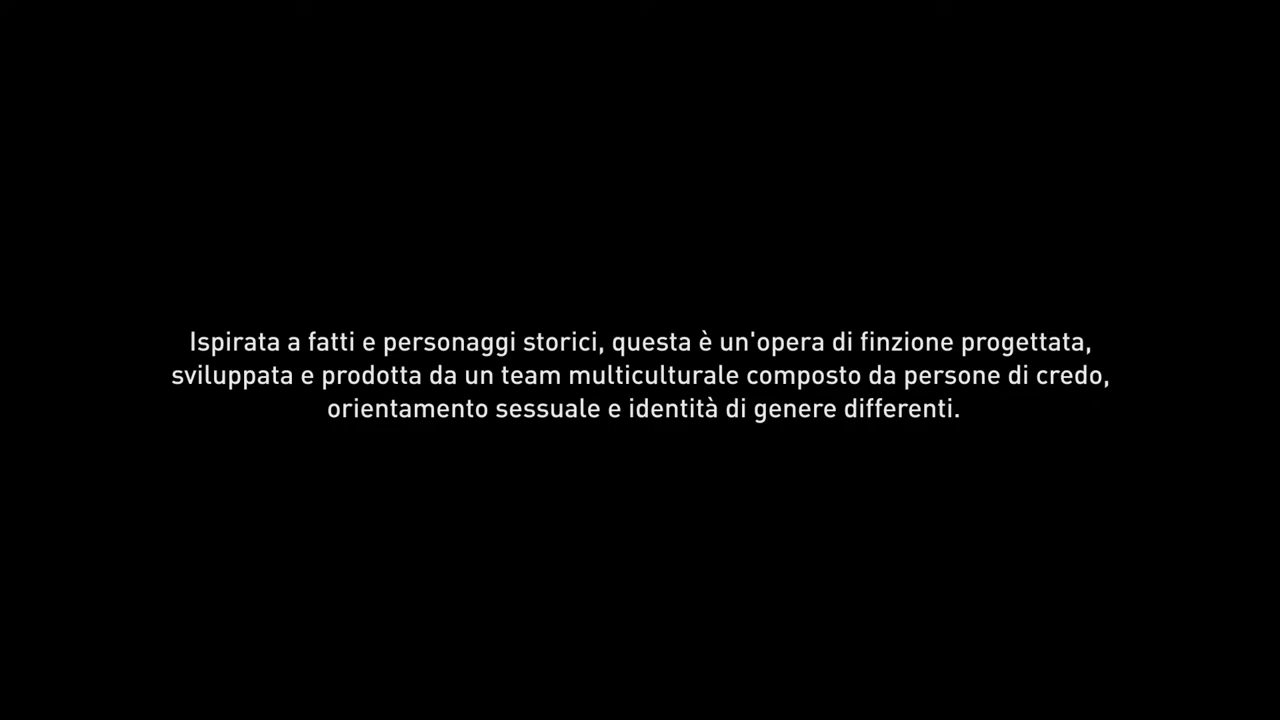 Ispirata a fatti e personaggi storici, questa è un'opera di finzione progettata,
sviluppata e prodotta da un team multiculturale composto da persone di credo,
orientamento sessuale e identità di genere differenti.